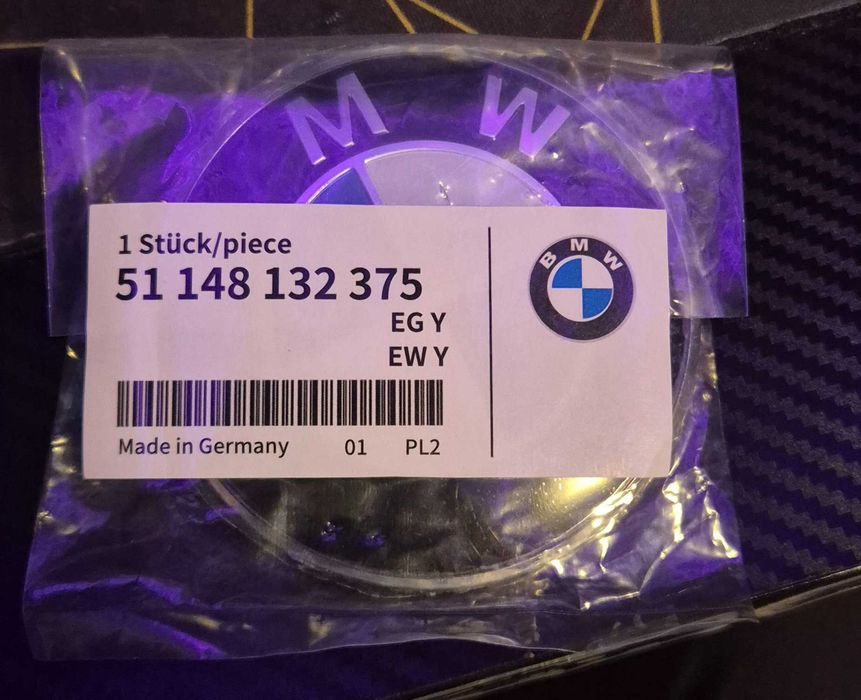 M W
1 Stück/piece
51 148 132 375
EG Y
EW Y
Made in Germany 01 PL2
BMW